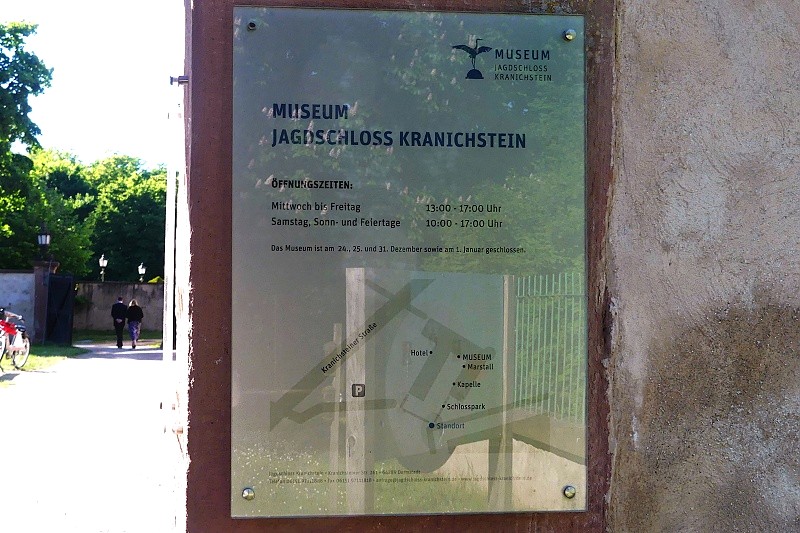 MUSEUM
JAGDSCHLOSS
KRANICHSTEIN
MUSEUM
JAGDSCHLOSS KRANICHSTEIN
ÖFFNUNGSZEITEN:
Mittwoch bis Freitag 13:00 - 17:00 Uhr
Samstag, Sonn- und Feiertage 10:00 - 17:00 Uhr
Das Museum ist am 24., 25. und 31. Dezember sowie am 1. Januar geschlossen.
Kranichsteiner Straße
Hotel
MUSEUM
Marstall
P
Kapelle
Schlosspark
Standort